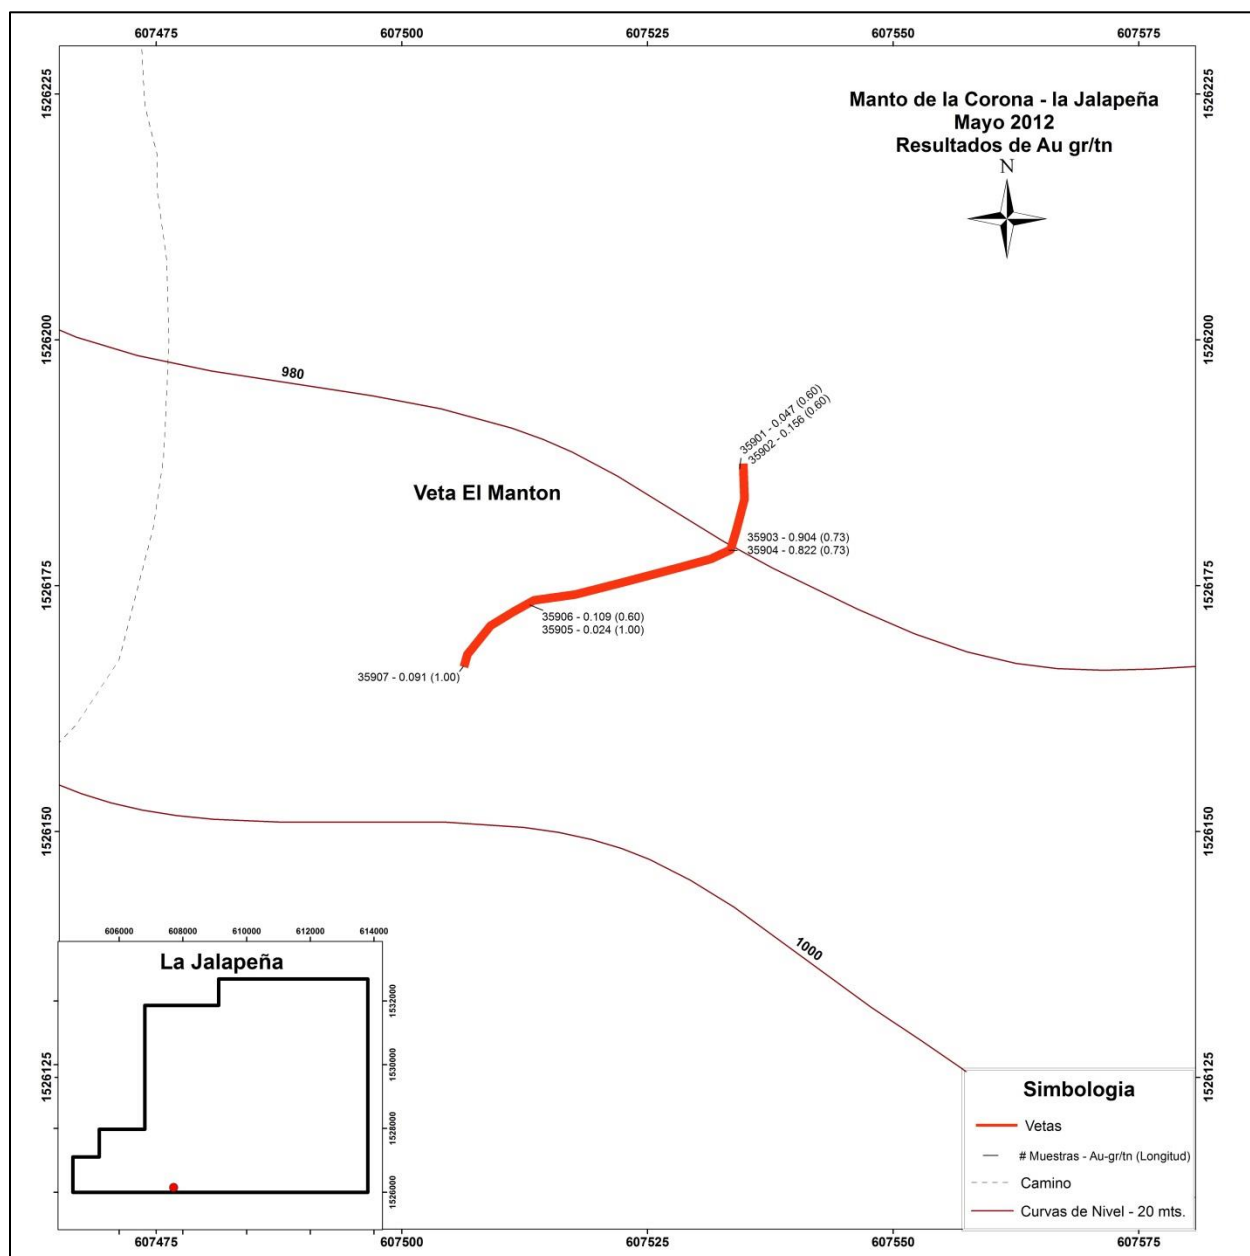 607475 607500 607525 607550 607575
1526225 1526225
Manto de la Corona - la Jalapeña
Mayo 2012
Resultados de Au gr/tn
N
1526200 1526200
980
35901 - 0.047 (0.60)
35902 - 0.156 (0.60)
Veta El Manton
35903 - 0.904 (0.73)
35904 - 0.822 (0.73)
1526175 1526175
35906 - 0.109 (0.60)
35905 - 0.024 (1.00)
35907 - 0.091 (1.00)
1526150 1526150
1000
606000 608000 610000 612000 614000
La Jalapeña
1532000
1530000
1528000
1526000
1526125 1526125
Simbologia
Vetas
# Muestras - Au-gr/tn (Longitud)
Camino
Curvas de Nivel - 20 mts.
607475 607500 607525 607550 607575